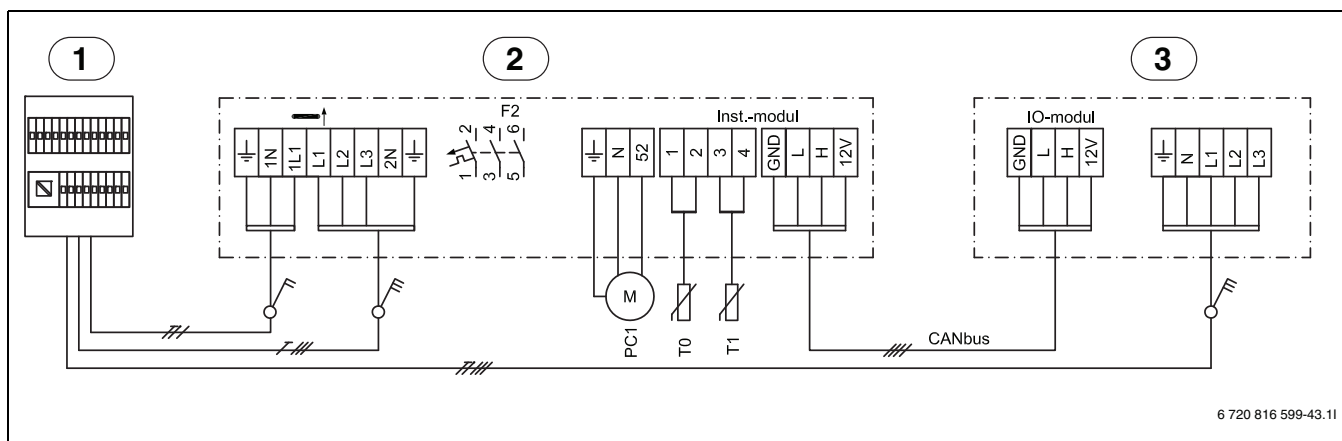 1
2
3
F2
Inst.-modul
IO-modul
1N
1L1
L1
L2
L3
2N
2
4
6
1
3
5
N
52
1
2
3
4
GND
L
H
12V
GND
L
H
12V
N
L1
L2
L3
M
PC1
T0
T1
CANbus
6 720 816 599-43.1I